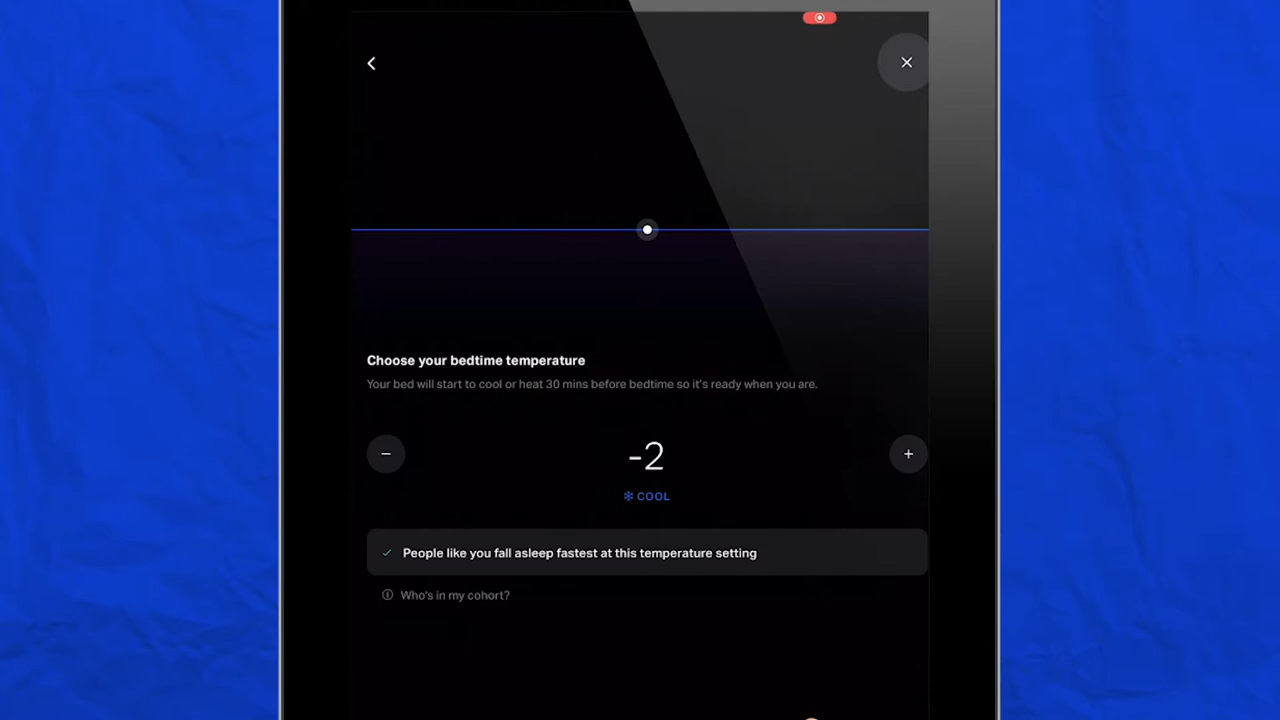 Choose your bedtime temperature
Your bed will start to cool or heat 30 mins before bedtime so it's ready when you are.
-2
COOL
People like you fall asleep fastest at this temperature setting
Who's in my cohort?